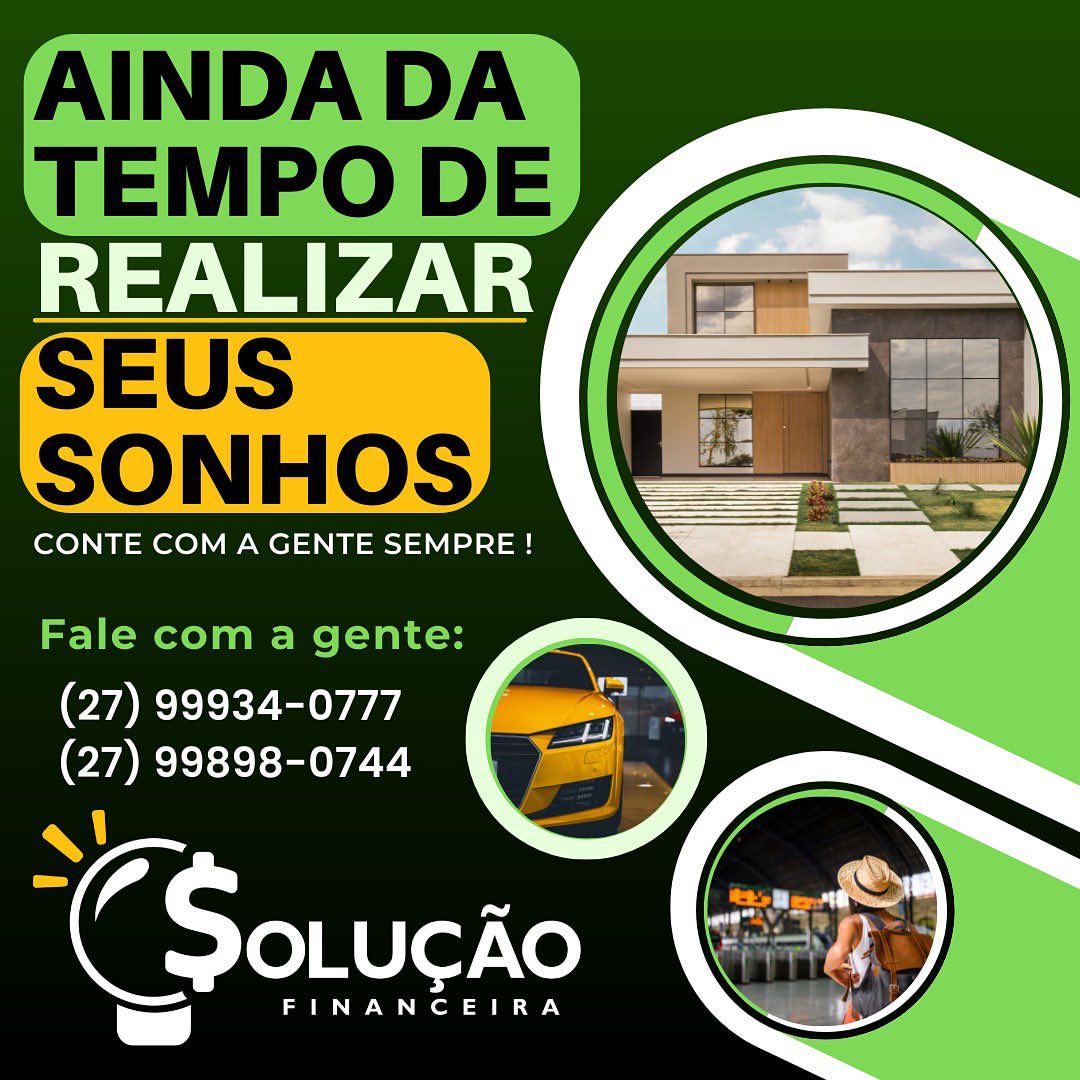 AINDA DA
TEMPO DE
REALIZAR
SEUS
SONHOS
CONTE COM A GENTE SEMPRE !
Fale com a gente:
(27) 99934-0777
(27) 99898-0744
$OLUÇÃO
FINANCEIRA